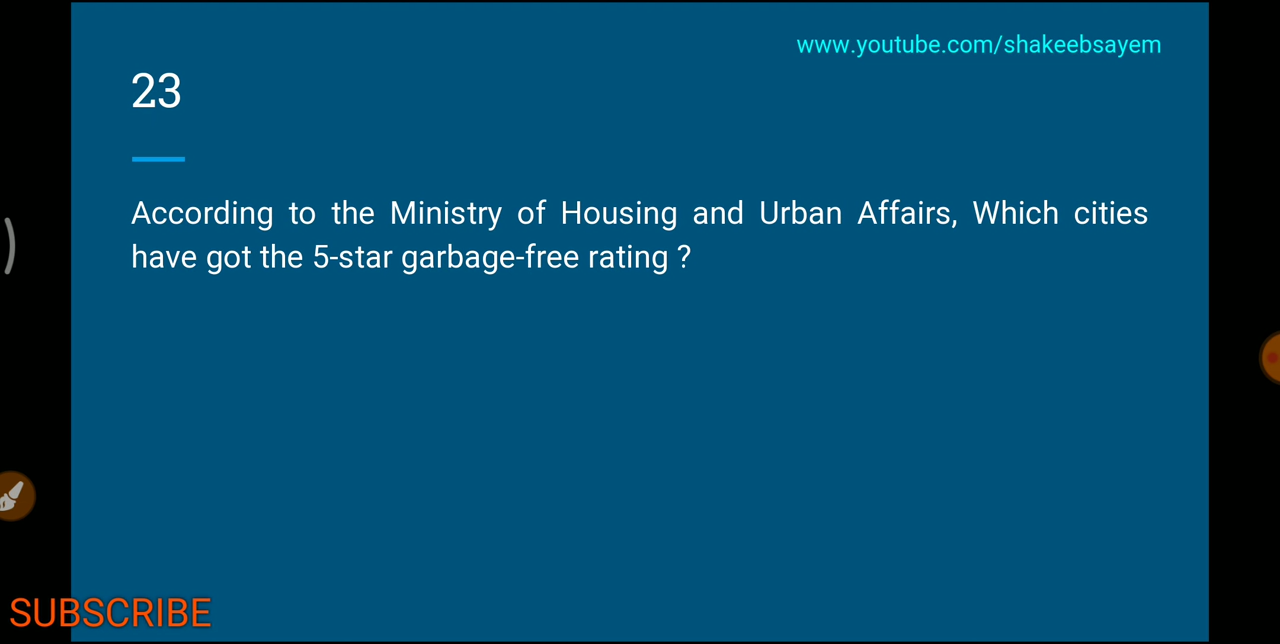 www.youtube.com/shakeebsayem
23
According to the Ministry of Housing and Urban Affairs, Which cities
have got the 5-star garbage-free rating ?
SUBSCRIBE